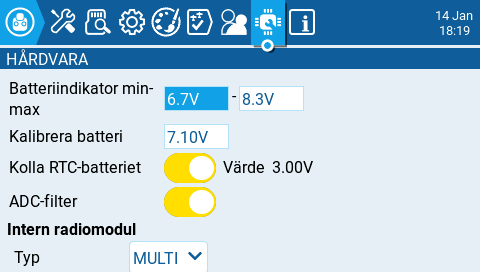 14 Jan
18:19
HÅRDVARA
Batteriindikator min-
max
6.7V - 8.3V
Kalibrera batteri 7.10V
Kolla RTC-batteriet Värde 3.00V
ADC-filter
Intern radiomodul
Typ MULTI